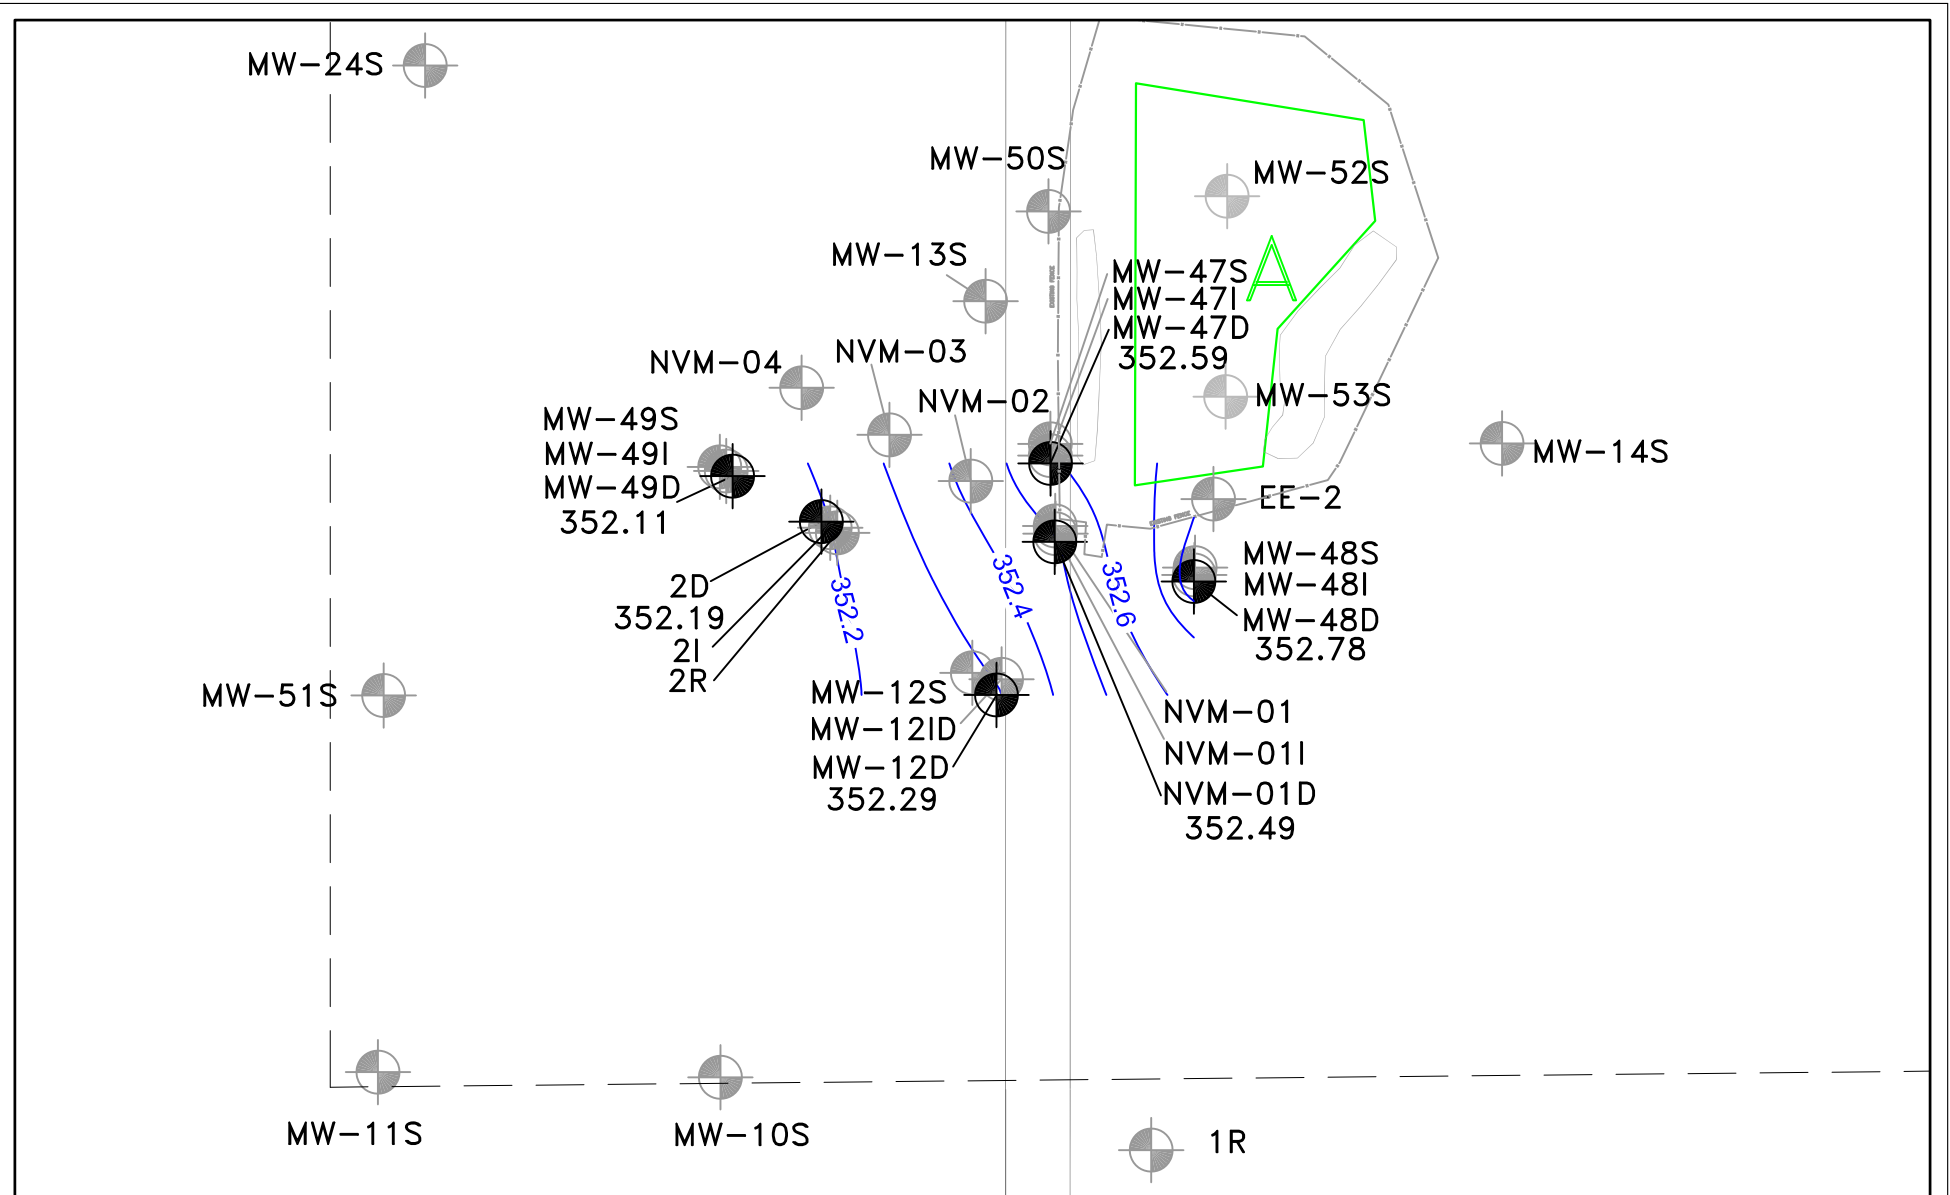 MW-24S
MW-50S
MW-52S
MW-13S
A
MW-47S
MW-47I
MW-47D
352.59
NVM-04
NVM-03
NVM-02
MW-53S
MW-49S
MW-49I
MW-49D
352.11
MW-14S
EE-2
EXISTING FENCE
EXISTING FENCE
MW-48S
MW-48I
MW-48D
352.78
2D
352.19
2I
2R
352.2
352.4
352.6
MW-51S
MW-12S
MW-12ID
MW-12D
352.29
NVM-01
NVM-01I
NVM-01D
352.49
MW-11S
MW-10S
1R